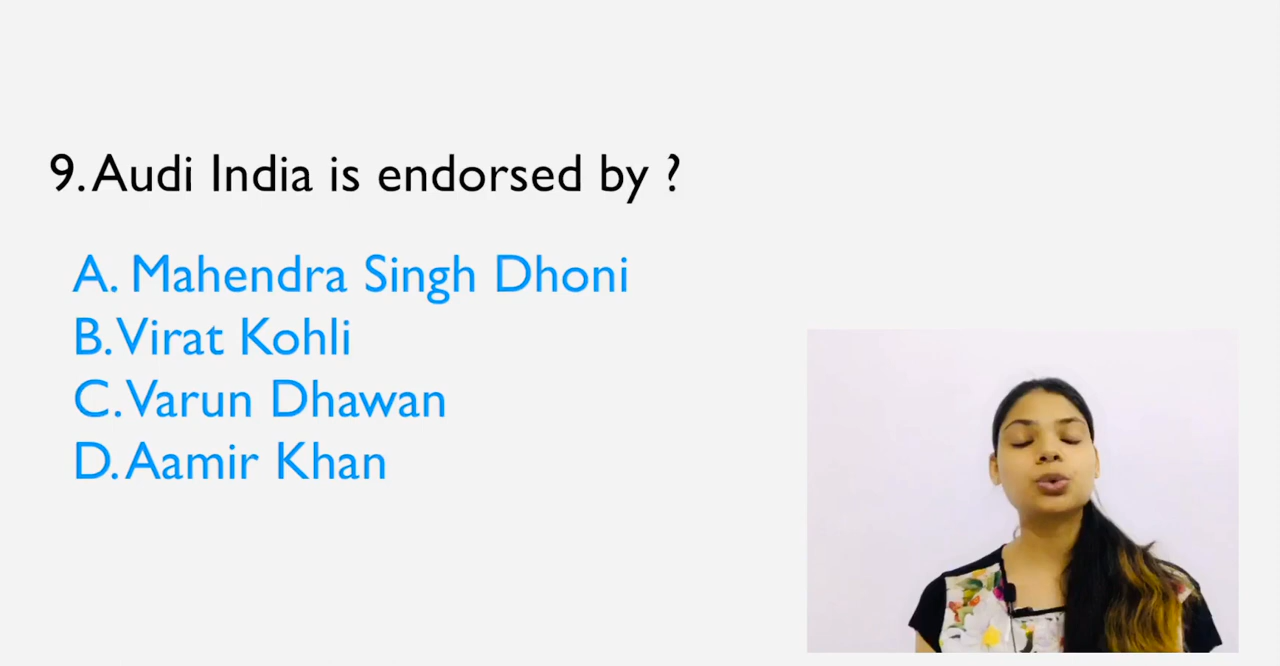 9. Audi India is endorsed by ?
A. Mahendra Singh Dhoni
B. Virat Kohli
C. Varun Dhawan
D. Aamir Khan